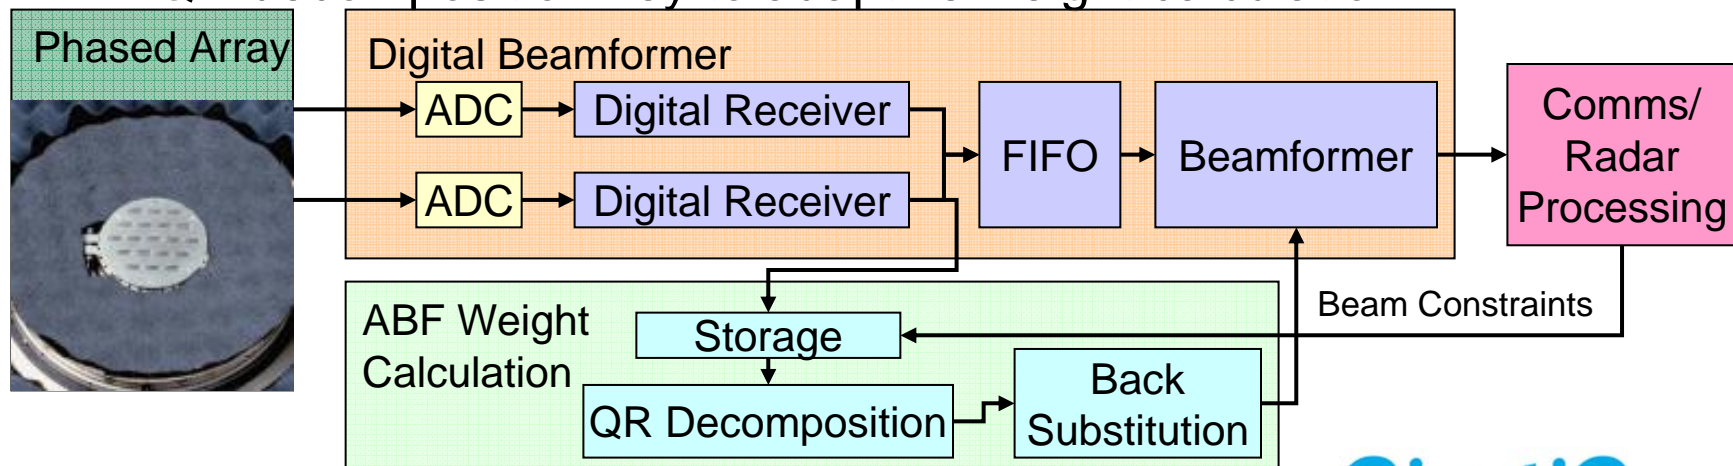 Phased Array
Digital Beamformer
ADC
Digital Receiver
ADC
Digital Receiver
FIFO
Beamformer
Comms/
Radar
Processing
Beam Constraints
ABF Weight
Calculation
Storage
QR Decomposition
Back
Substitution